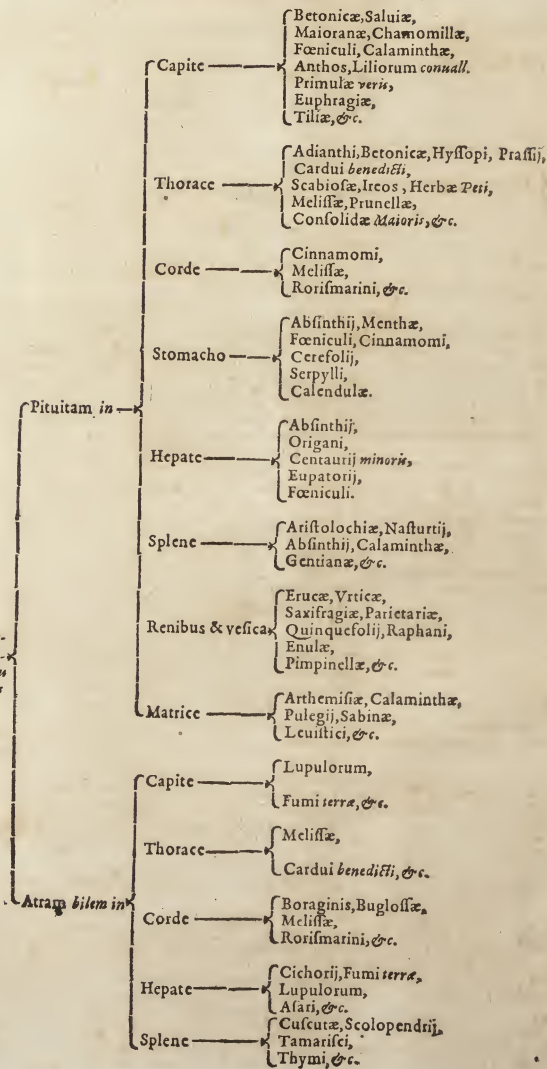 Betonicæ, Saluiæ,
Maioranæ, Chamomillæ,
Fœniculi, Calaminthæ,
Capite
Anthos, Liliorum conuall.
Primulæ veris,
Euphragiæ,
Tiliæ, &c.
Adianthi, Betonicæ, Hyſſopi, Praſſij,
Cardui benedicti,
Thorace
Scabioſæ, Ireos, Herbæ Peti,
Meliſſæ, Prunellæ,
Conſolidæ Maioris, &c.
Cinnamomi,
Corde
Meliſſæ,
Roriſmarini, &c.
Abſinthij, Menthæ,
Stomacho
Fœniculi, Cinnamomi,
Cerefolij,
Serpylli,
Calendulæ.
Pituitam in
Abſinthij,
Origani,
Hepate
Centaurij minoris,
Eupatorij,
Fœniculi.
Ariſtolochiæ, Naſturtij,
Splene
Abſinthij, Calaminthæ,
Gentianæ, &c.
Erucæ, Vrticæ,
Saxifragiæ, Parietariæ,
Renibus & veſica
Quinquefolij, Raphani,
Enulæ,
Pimpinellæ, &c.
Arthemiſiæ, Calaminthæ,
Matrice
Pulegij, Sabinæ,
Leuiſtici, &c.
Capite
Lupulorum,
Fumi terræ, &c.
Thorace
Meliſſæ,
Cardui benedicti, &c.
Atram bilem in
Boraginis, Bugloſſæ,
Corde
Meliſſæ,
Roriſmarini, &c.
Cichorij, Fumi terræ,
Hepate
Lupulorum,
Aſari, &c.
Cuſcutæ, Scolopendrij,
Splene
Tamariſci,
Thymi, &c.